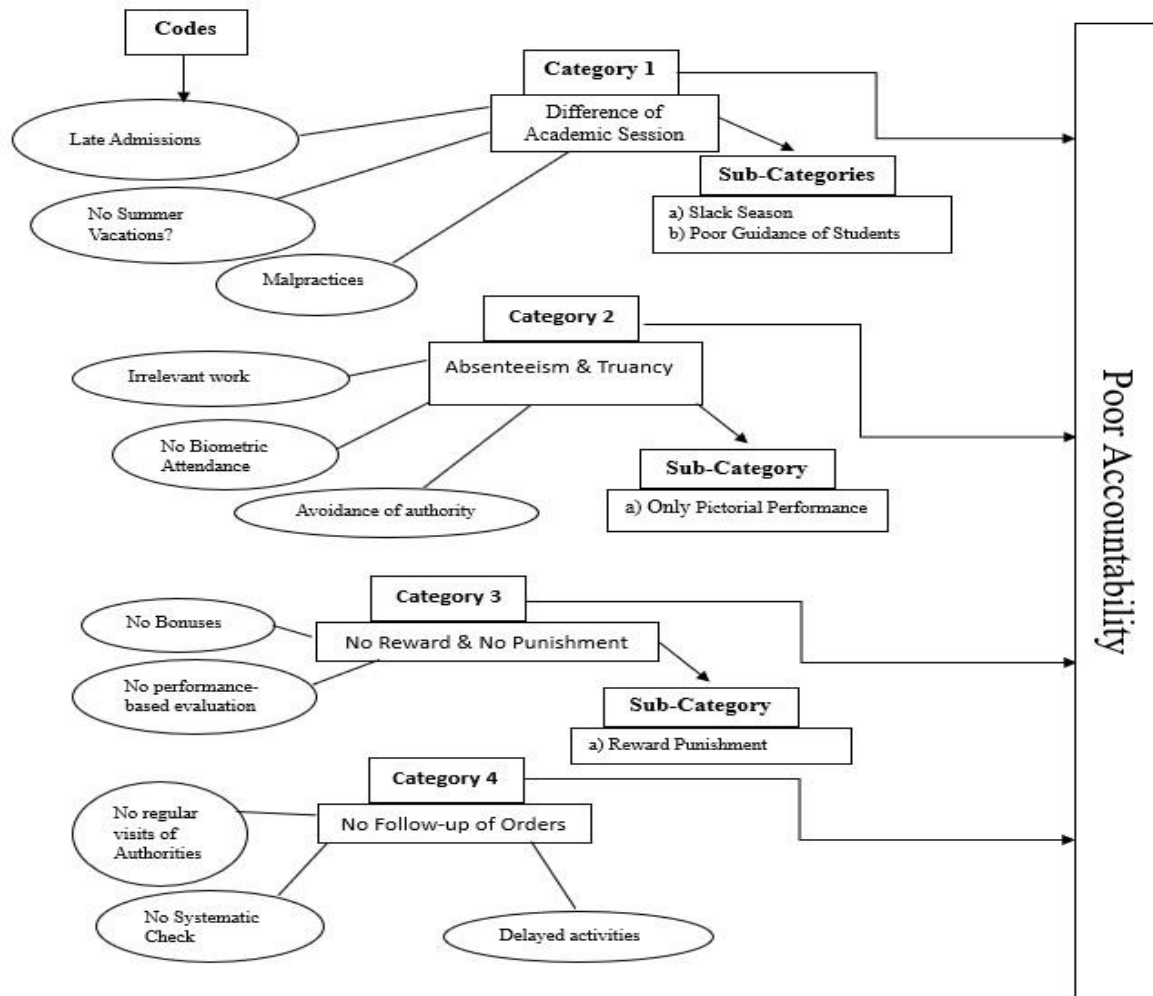 Codes
Category 1
Difference of
Academic Session
Late Admissions
Sub-Categories
a) Slack Season
b) Poor Guidance of Students
No Summer
Vacations?
Malpractices
Category 2
Absenteeism & Truancy
Irrelevant work
No Biometric
Attendance
Sub-Category
a) Only Pictorial Performance
Avoidance of authority
Category 3
No Reward & No Punishment
No Bonuses
No performance-
based evaluation
Sub-Category
a) Reward Punishment
Category 4
No Follow-up of Orders
No regular
visits of
Authorities
No Systematic
Check
Delayed activities
Poor Accountability